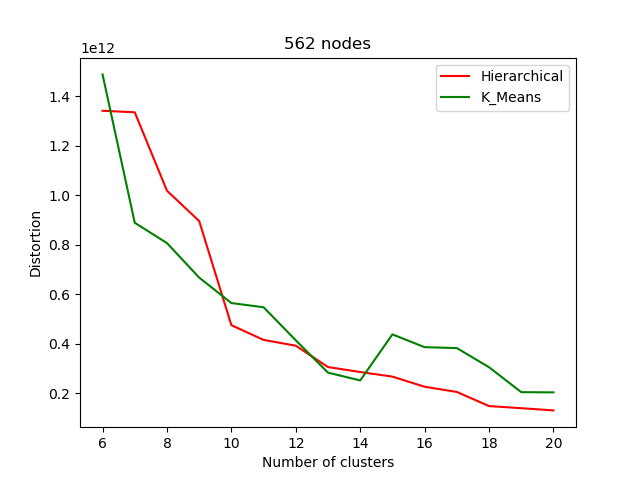 562 nodes
1e12
Hierarchical
K_Means
1.4
1.2
1.0
0.8
0.6
0.4
0.2
Distortion
6 8 10 12 14 16 18 20
Number of clusters